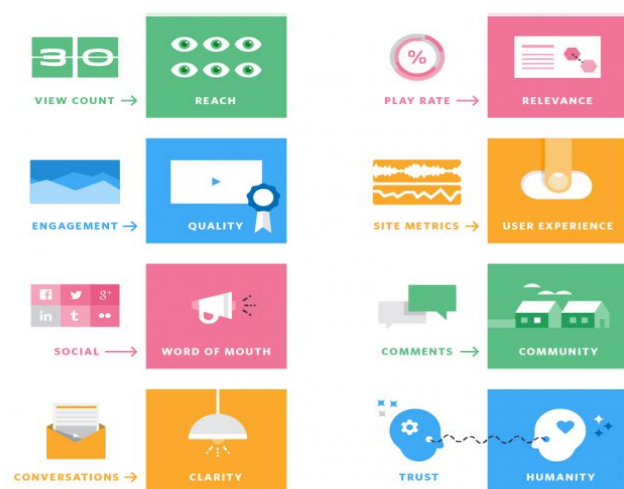 30
VIEW COUNT →
REACH
%
PLAY RATE →
RELEVANCE
ENGAGEMENT →
QUALITY
SITE METRICS →
USER EXPERIENCE
f
g+
in
t
SOCIAL →
WORD OF MOUTH
COMMENTS →
COMMUNITY
CONVERSATIONS →
CLARITY
TRUST
HUMANITY